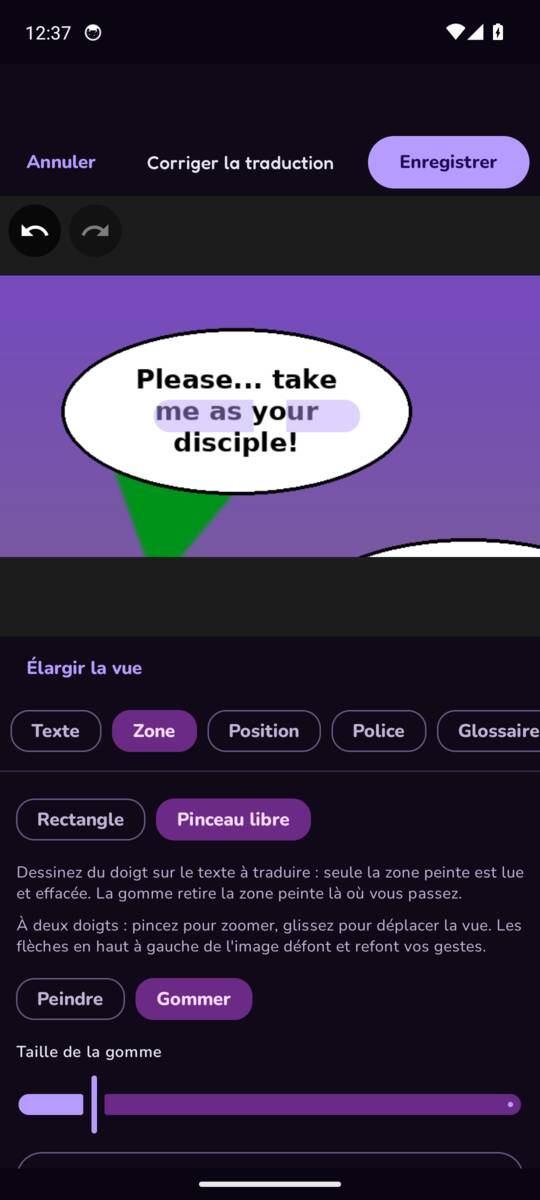 12:37
Annuler
Corriger la traduction
Enregistrer
Please... take
me as your
disciple!
Élargir la vue
Texte
Zone
Position
Police
Glossaire
Rectangle
Pinceau libre
Dessinez du doigt sur le texte à traduire : seule la zone peinte est lue
et effacée. La gomme retire la zone peinte là où vous passez.
À deux doigts : pincez pour zoomer, glissez pour déplacer la vue. Les
flèches en haut à gauche de l'image défont et refont vos gestes.
Peindre
Gommer
Taille de la gomme